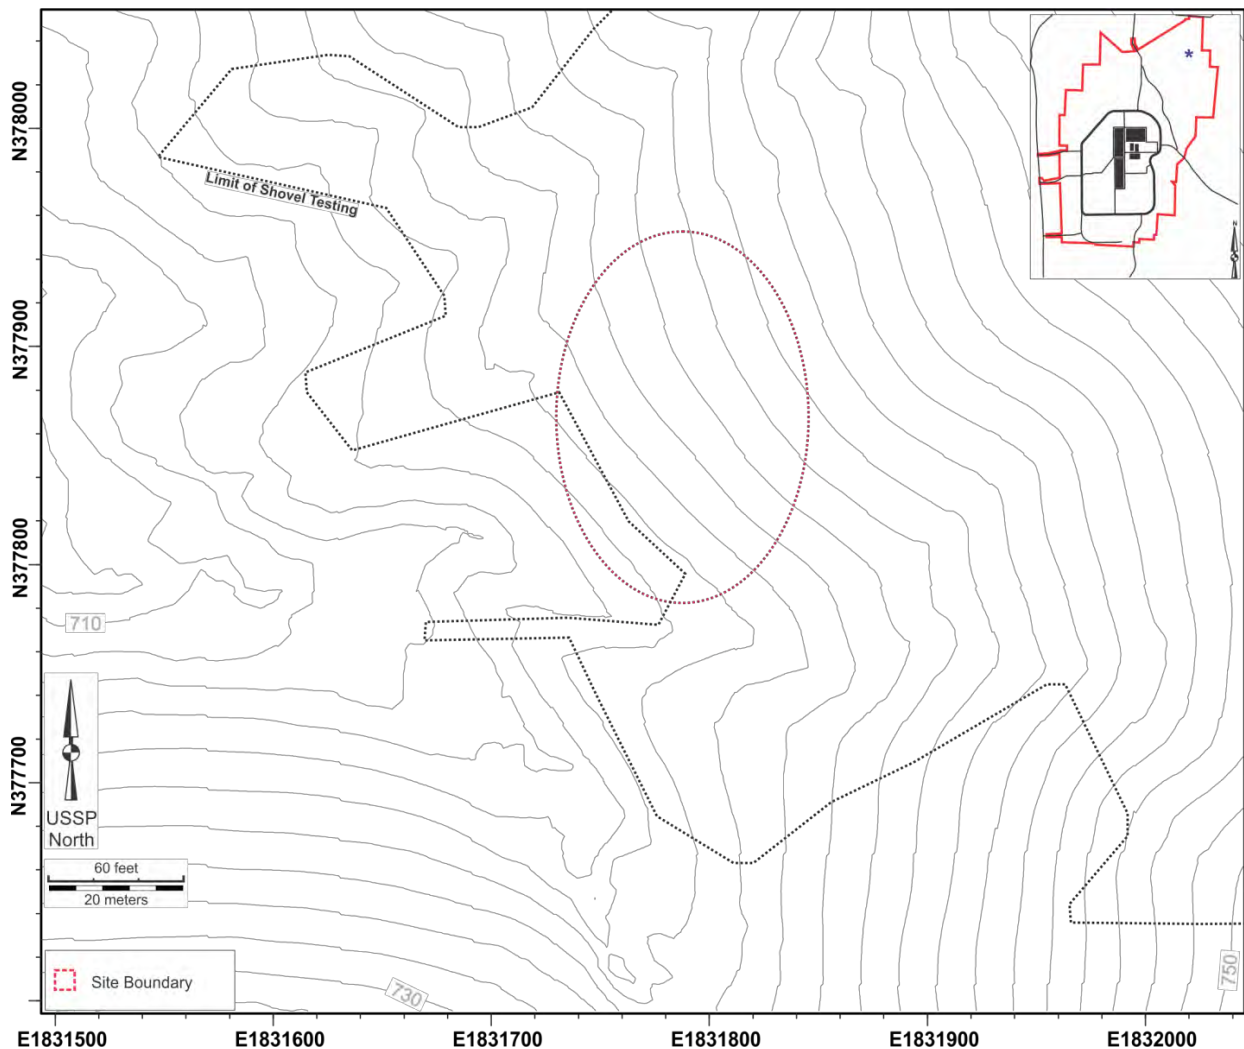 N378000
N377900
N377800
N377700
Limit of Shovel Testing
*
N
710
USSP
North
60 feet
20 meters
Site Boundary
730
750
E1831500
E1831600
E1831700
E1831800
E1831900
E1832000